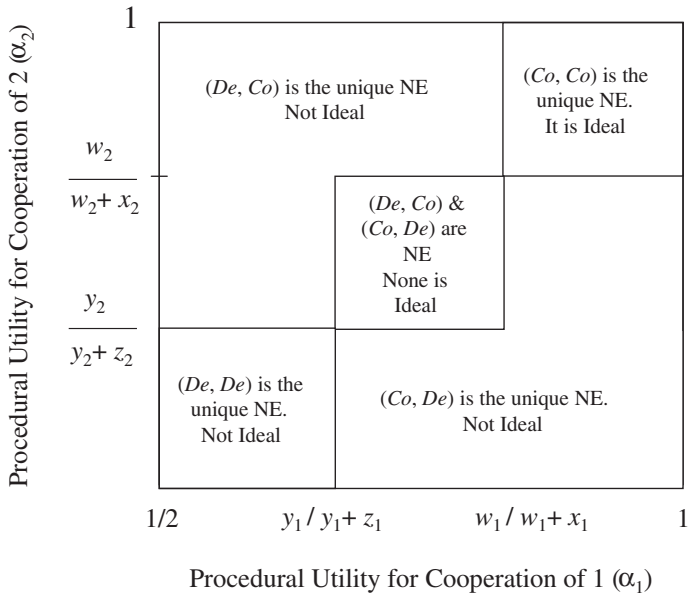 1
(De, Co) is the unique NE
Not Ideal
(Co, Co) is the
unique NE.
It is Ideal
w₂
w₂+ x₂
(De, Co) &
(Co, De) are
NE
None is
Ideal
y₂
y₂+ z₂
(De, De) is the
unique NE.
Not Ideal
(Co, De) is the unique NE.
Not Ideal
1/2
y₁ / y₁+ z₁
w₁ / w₁+ x₁
1
Procedural Utility for Cooperation of 1 (α₁)
Procedural Utility for Cooperation of 2 (α₂)